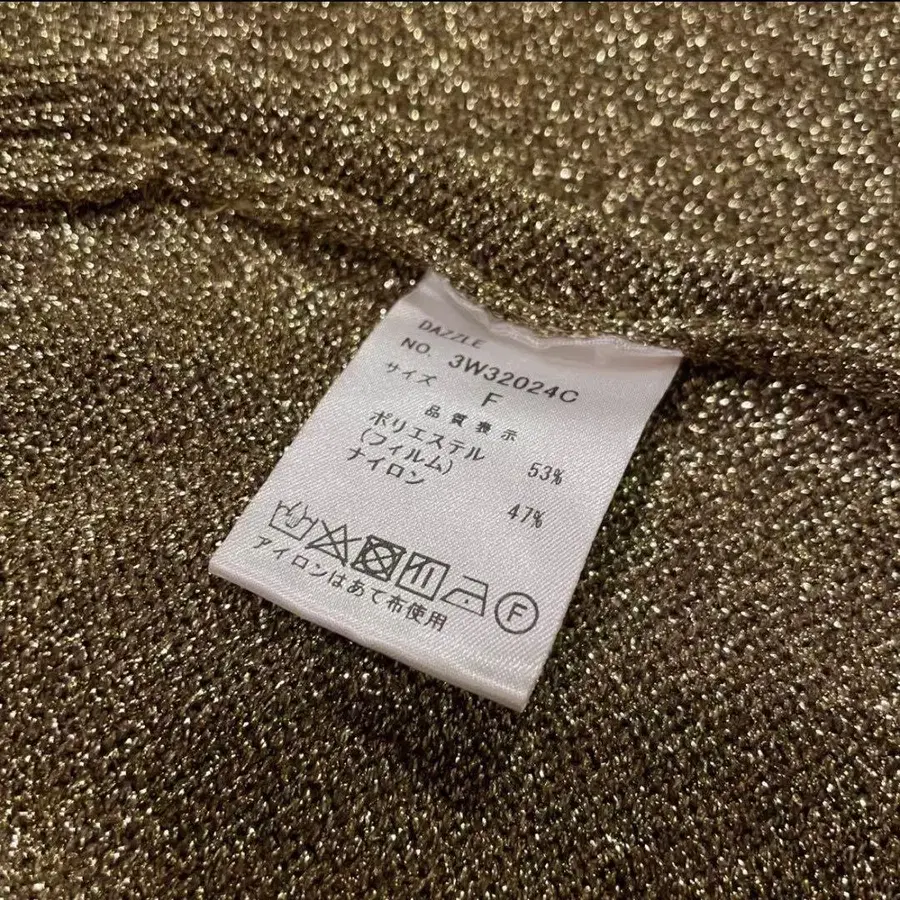 DAZZLE
NO. 3W32024C
サイズ F
品質表示
ポリエステル
(フィルム) 53%
ナイロン 47%
F
アイロンはあて布使用